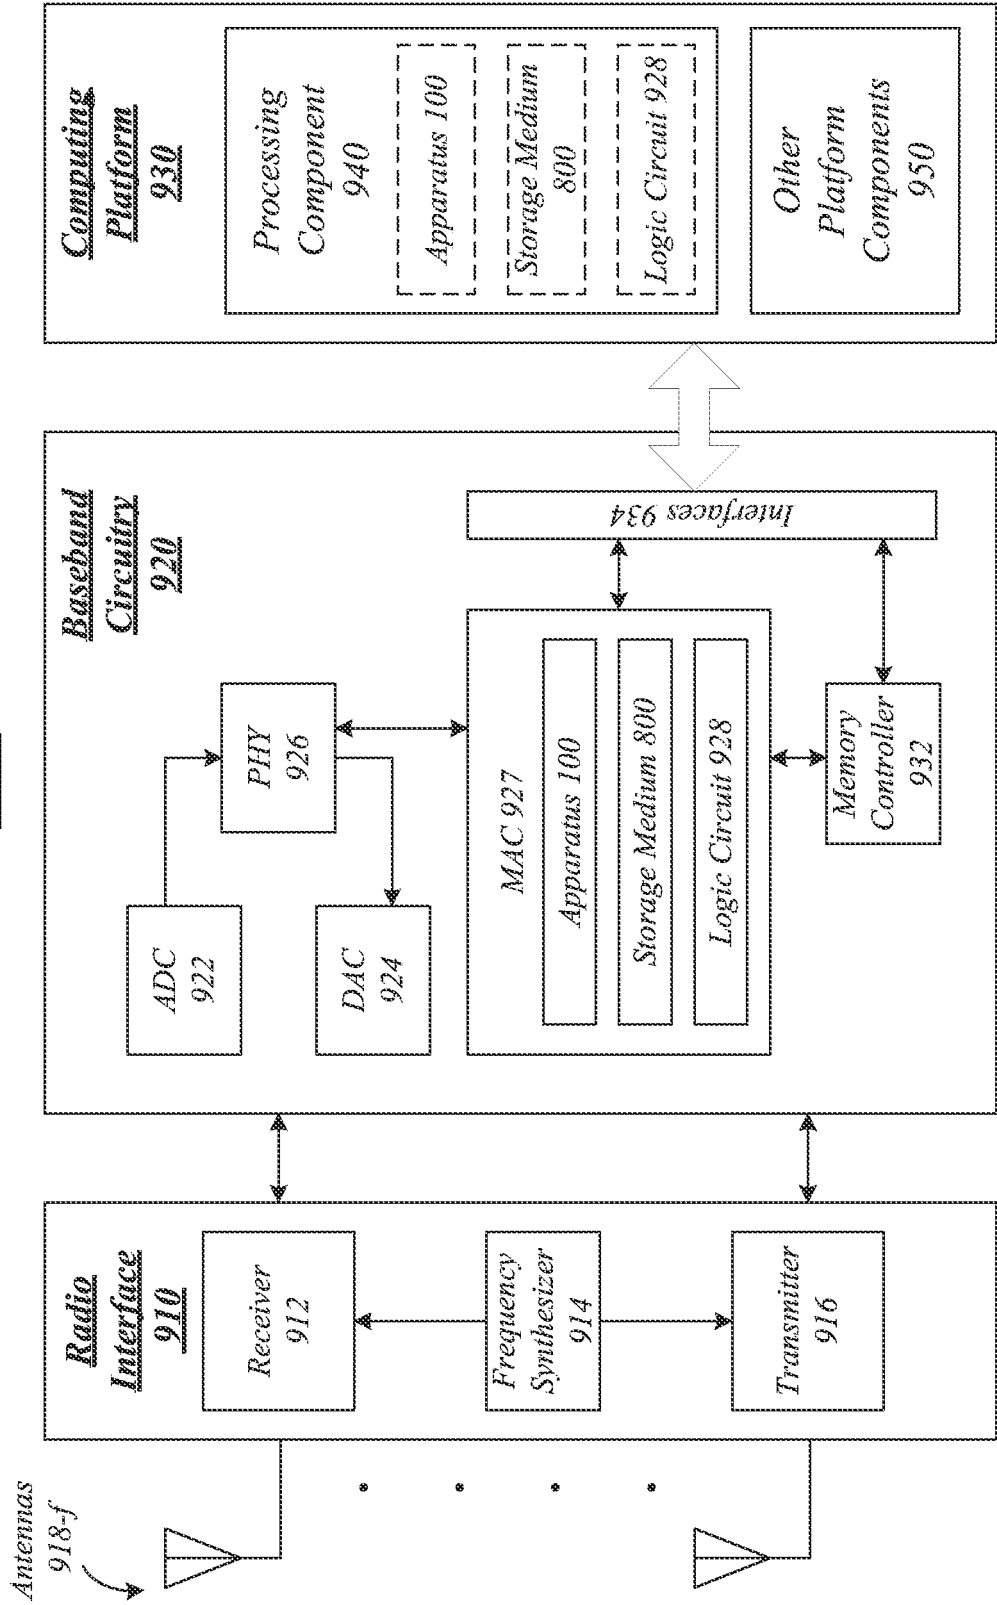 Antennas
918-f
Radio
Interface
910
Receiver
912
Frequency
Synthesizer
914
Transmitter
916
Baseband
Circuitry
920
ADC
922
DAC
924
PHY
926
MAC 927
Apparatus 100
Storage Medium 800
Logic Circuit 928
Memory
Controller
932
Interfaces 934
Computing
Platform
930
Processing
Component
940
Apparatus 100
Storage Medium
800
Logic Circuit 928
Other
Platform
Components
950